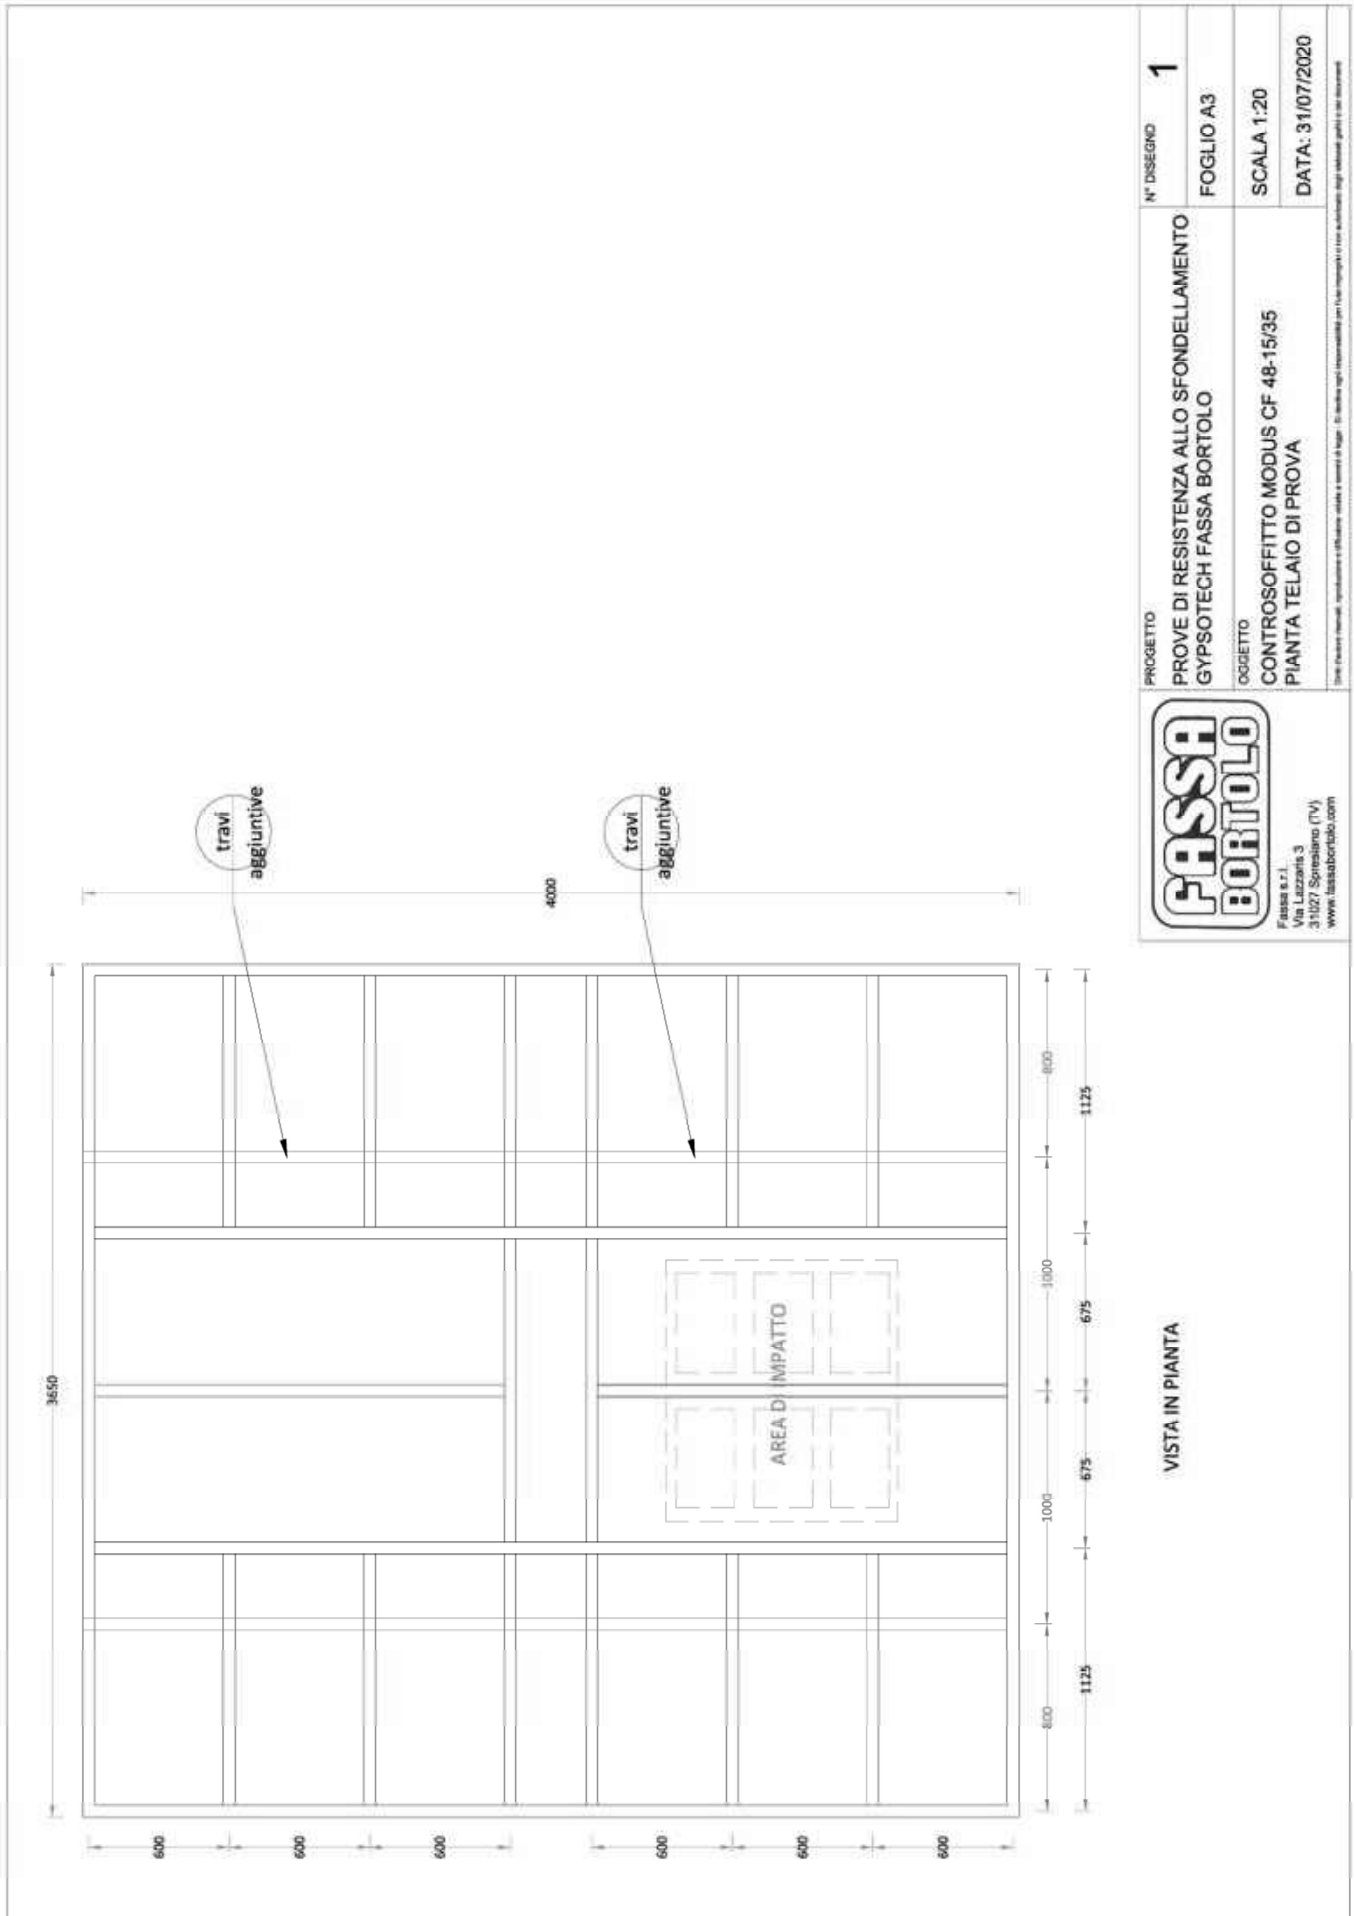 3650
4000
travi
aggiuntive
travi
aggiuntive
600
600
600
600
600
600
AREA DI IMPATTO
800
1000
1000
800
1125
675
675
1125
VISTA IN PIANTA
FASSA
BORTOLO
Fassa s.r.l.
Via Lazzaris 3
31027 Spresiano (TV)
www.fassabortolo.com
PROGETTO
PROVE DI RESISTENZA ALLO SFONDELLAMENTO
GYPSOTECH FASSA BORTOLO
OGGETTO
CONTROSOFFITTO MODUS CF 48-15/35
PIANTA TELAIO DI PROVA
N° DISEGNO
1
FOGLIO A3
SCALA 1:20
DATA: 31/07/2020